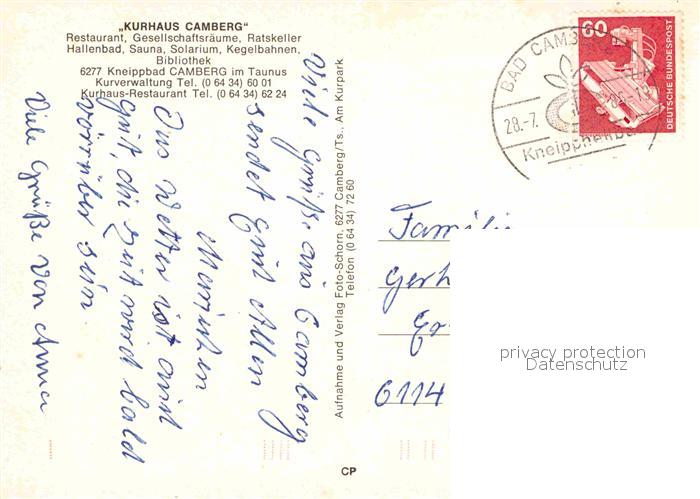 „KURHAUS CAMBERG“
Restaurant, Gesellschaftsräume, Ratskeller
Hallenbad, Sauna, Solarium, Kegelbahnen,
Bibliothek
6277 Kneippbad CAMBERG im Taunus
Kurverwaltung Tel. (0 64 34) 60 01
Kurhaus-Restaurant Tel. (0 64 34) 62 24
Viele Grüße aus Camberg
sendet Euch Allen
Mariechen
Das Wetter ist auch
gut, die Zeit wird bald
vorrüber sein.
Viele Grüße von Anna
Aufnahme und Verlag Foto-Schorn, 6277 Camberg/Ts., Am Kurpark
Telefon (0 64 34) 72 60
CP
60
DEUTSCHE BUNDESPOST
BAD CAMB
28.-7.
Kneippheilba
Familie
Gerh
6114
privacy protection
Datenschutz